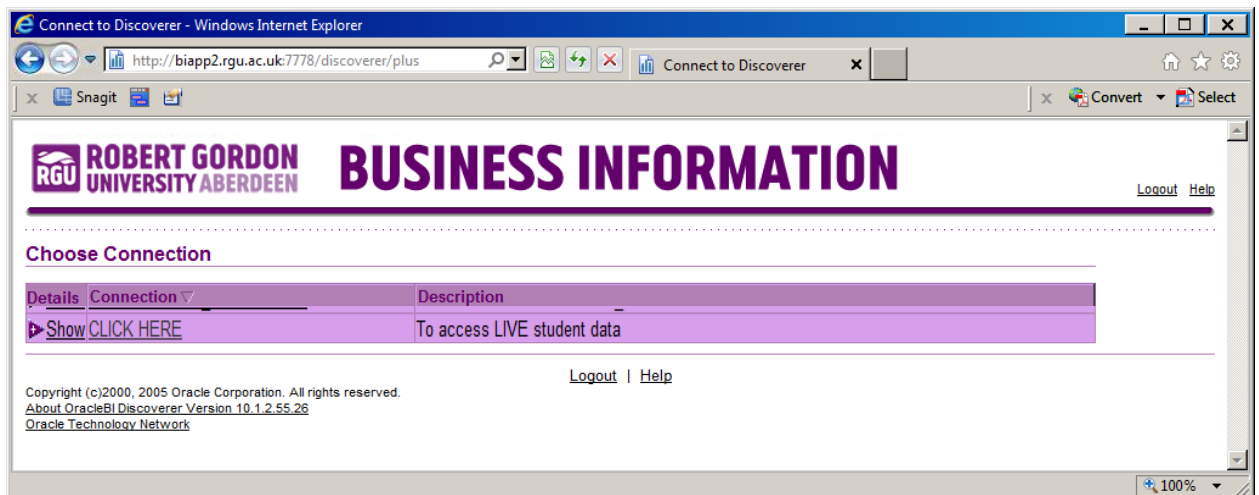 Connect to Discoverer - Windows Internet Explorer
http://biapp2.rgu.ac.uk:7778/discoverer/plus
Connect to Discoverer
Snagit
Convert Select
RGU ROBERT GORDON UNIVERSITY ABERDEEN
BUSINESS INFORMATION
Logout Help
Choose Connection
Details Connection Description
Show CLICK HERE To access LIVE student data
Logout | Help
Copyright (c)2000, 2005 Oracle Corporation. All rights reserved.
About OracleBI Discoverer Version 10.1.2.55.26
Oracle Technology Network
100%